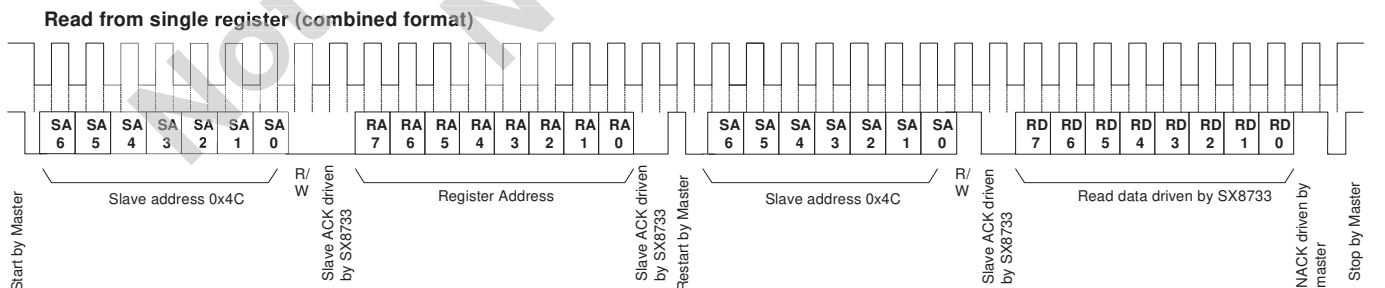 Read from single register (combined format)
Not
N
SA SA SA SA SA SA SA RA RA RA RA RA RA RA RA SA SA SA SA SA SA SA RD RD RD RD RD RD RD RD
6 5 4 3 2 1 0 7 6 5 4 3 2 1 0 6 5 4 3 2 1 0 7 6 5 4 3 2 1 0
Start by Master
Slave address 0x4C
R/
W
Slave ACK driven
by SX8733
Register Address
Slave ACK driven
by SX8733
Restart by Master
Slave address 0x4C
R/
W
Slave ACK driven
by SX8733
Read data driven by SX8733
NACK driven by
master
Stop by Master